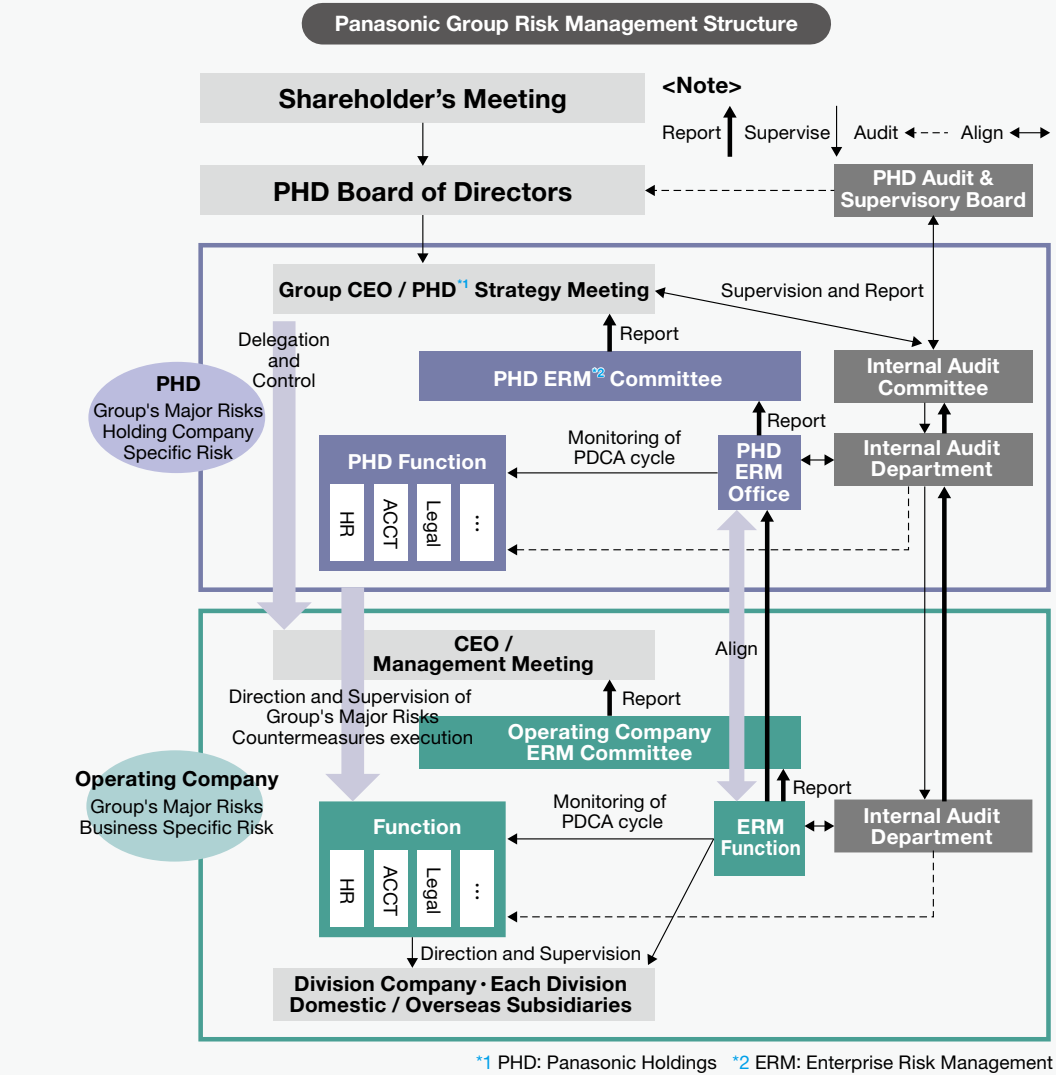 Panasonic Group Risk Management Structure
Shareholder's Meeting
<Note>
Report
Supervise
Audit
Align
PHD Board of Directors
PHD Audit &
Supervisory Board
Group CEO / PHD*1 Strategy Meeting
Supervision and Report
Delegation
and
Control
Report
PHD ERM*2 Committee
Internal Audit
Committee
PHD
Group's Major Risks
Holding Company
Specific Risk
Report
PHD Function
HR
ACCT
Legal
...
Monitoring of
PDCA cycle
PHD
ERM
Office
Internal Audit
Department
CEO /
Management Meeting
Align
Direction and Supervision of
Group's Major Risks
Countermeasures execution
Report
Operating Company
ERM Committee
Operating Company
Group's Major Risks
Business Specific Risk
Report
Function
HR
ACCT
Legal
...
Monitoring of
PDCA cycle
ERM
Function
Internal Audit
Department
Direction and Supervision
Division Company · Each Division
Domestic / Overseas Subsidiaries
*1 PHD: Panasonic Holdings *2 ERM: Enterprise Risk Management